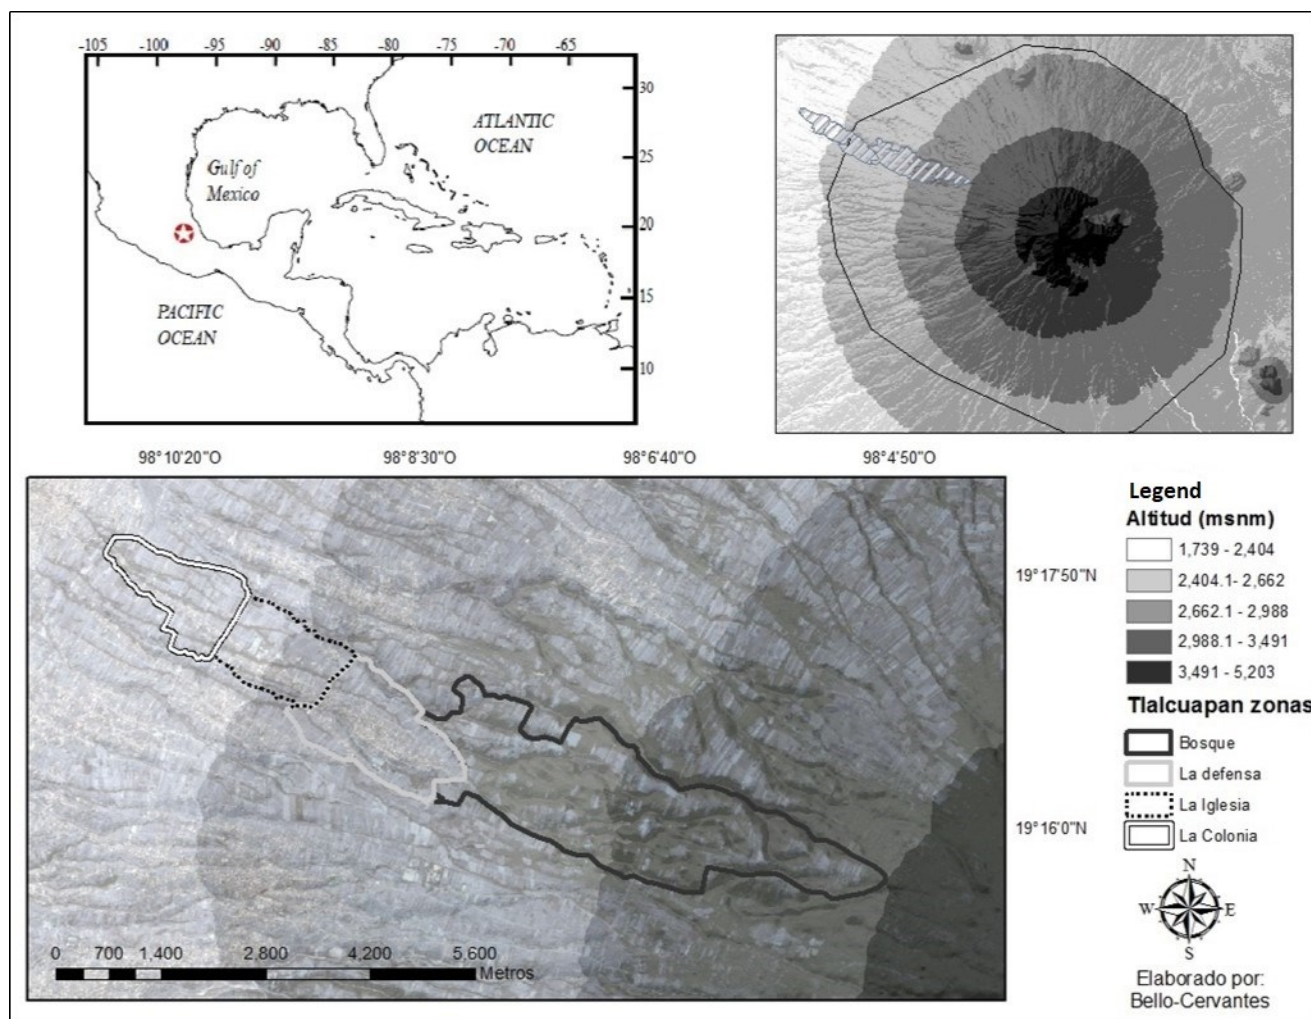 -105 -100 -95 -90 -85 -80 -75 -70 -65
30
25
20
15
10
ATLANTIC
OCEAN
Gulf of
Mexico
PACIFIC
OCEAN
98°10'20"O 98°8'30"O 98°6'40"O 98°4'50"O
19°17'50"N
19°16'0"N
0 700 1,400 2,800 4,200 5,600
Metros
Legend
Altitud (msnm)
1,739 - 2,404
2,404.1- 2,662
2,662.1 - 2,988
2,988.1 - 3,491
3,491 - 5,203
Tlalcuapan zonas
Bosque
La defensa
La Iglesia
La Colonia
N
W E
S
Elaborado por:
Bello-Cervantes